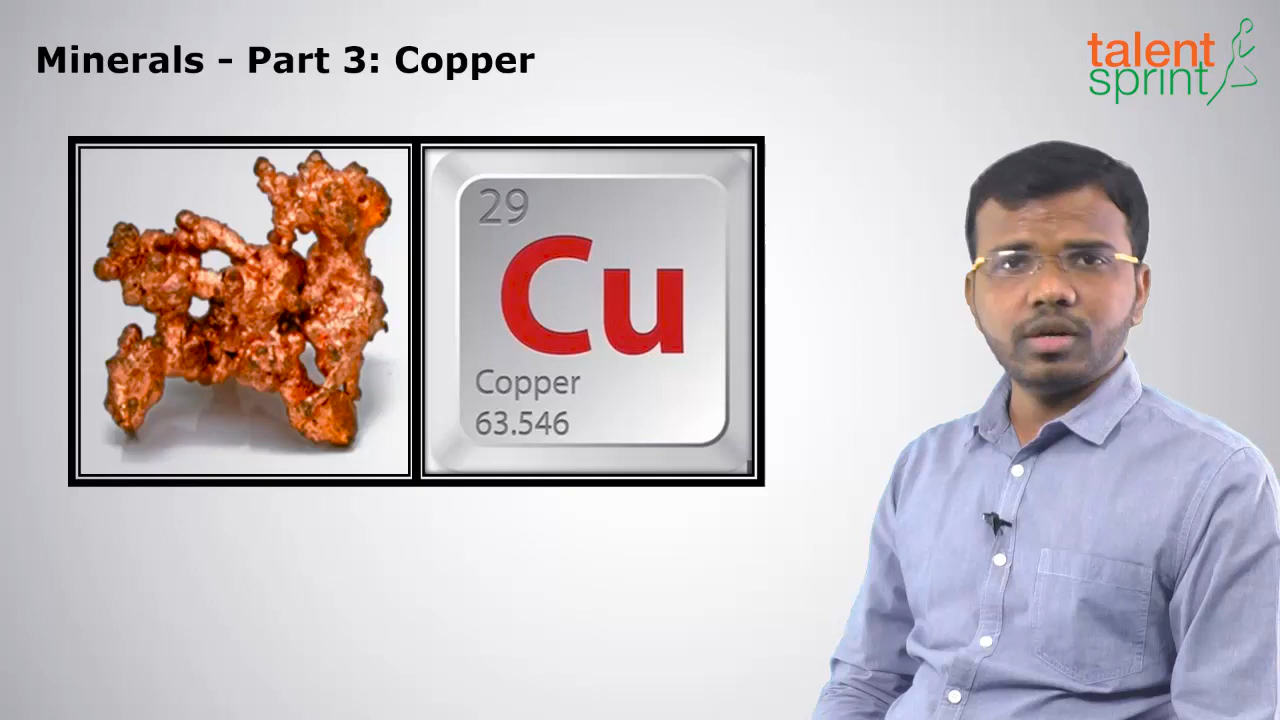 Minerals - Part 3: Copper
talent
sprint
29
Cu
Copper
63.546